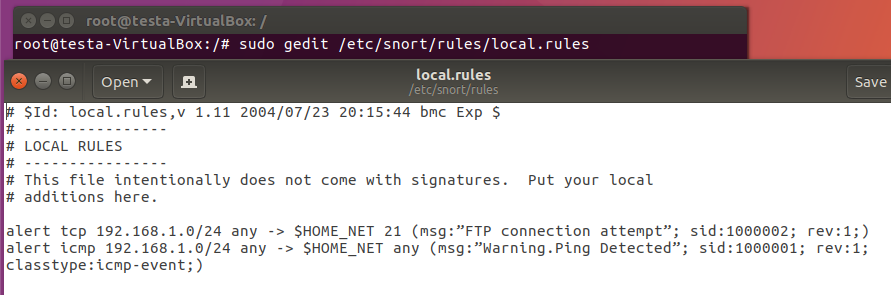 root@testa-VirtualBox: /
root@testa-VirtualBox:/# sudo gedit /etc/snort/rules/local.rules
Open
local.rules
/etc/snort/rules
Save
# $Id: local.rules,v 1.11 2004/07/23 20:15:44 bmc Exp $
# ----------------
# LOCAL RULES
# ----------------
# This file intentionally does not come with signatures.  Put your local
# additions here.
alert tcp 192.168.1.0/24 any -> $HOME_NET 21 (msg:”FTP connection attempt”; sid:1000002; rev:1;)
alert icmp 192.168.1.0/24 any -> $HOME_NET any (msg:”Warning.Ping Detected”; sid:1000001; rev:1;
classtype:icmp-event;)